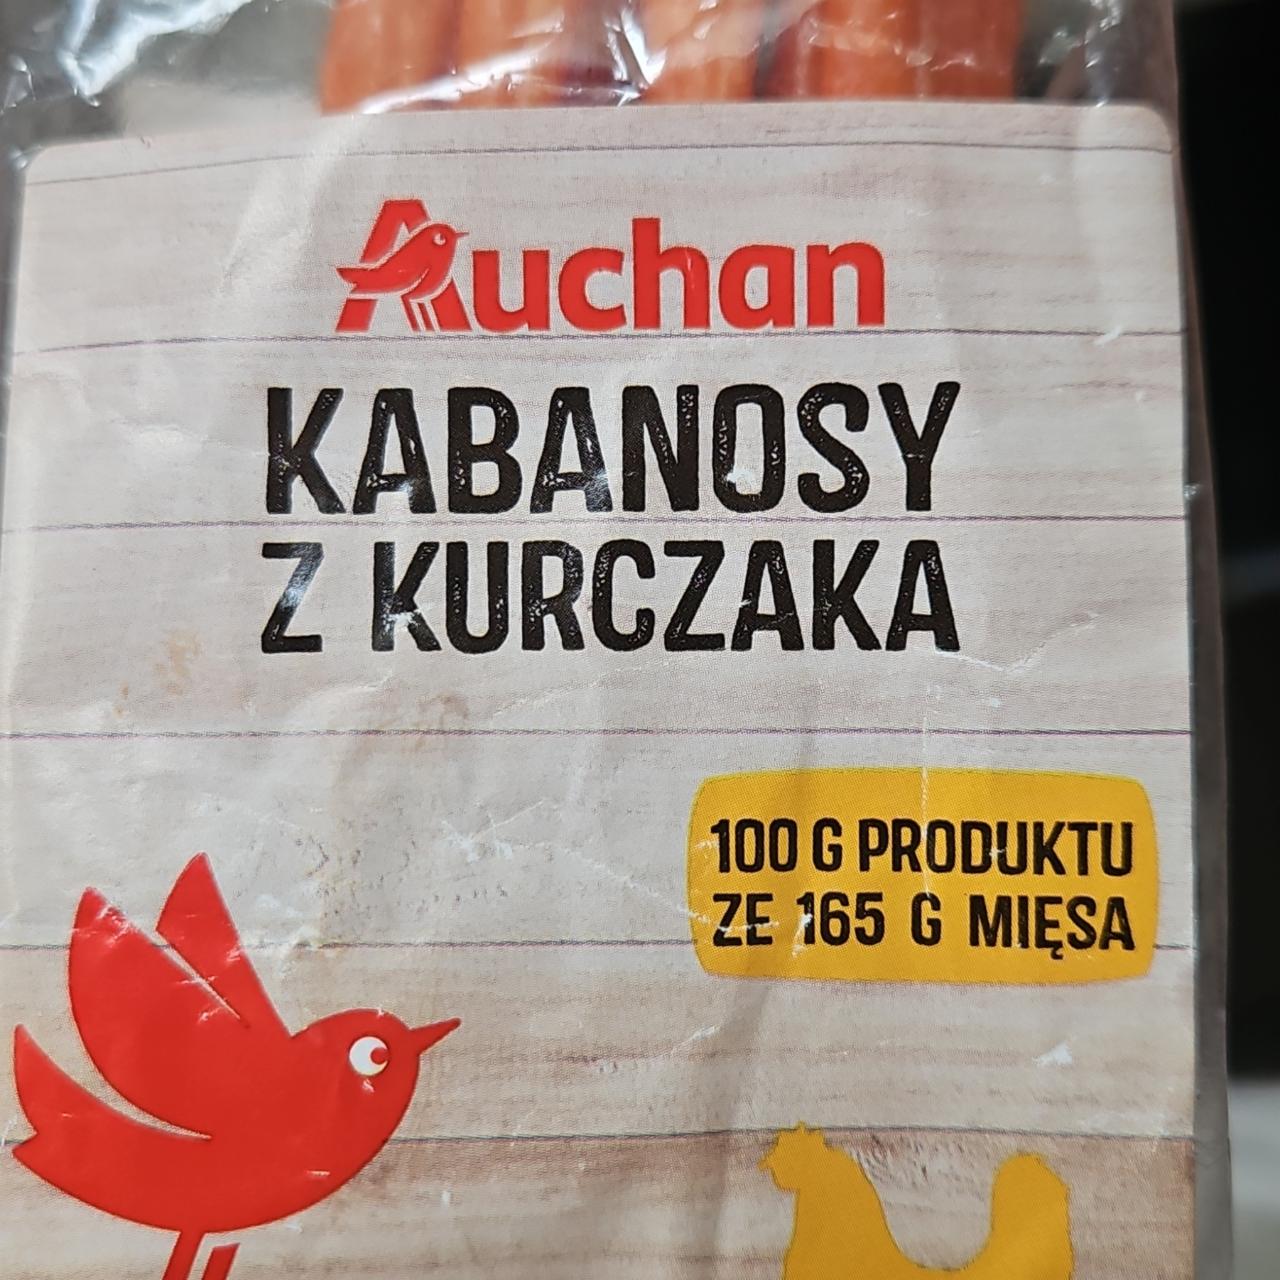 Auchan
KABANOSY
Z KURCZAKA
100 G PRODUKTU
ZE 165 G MIĘSA